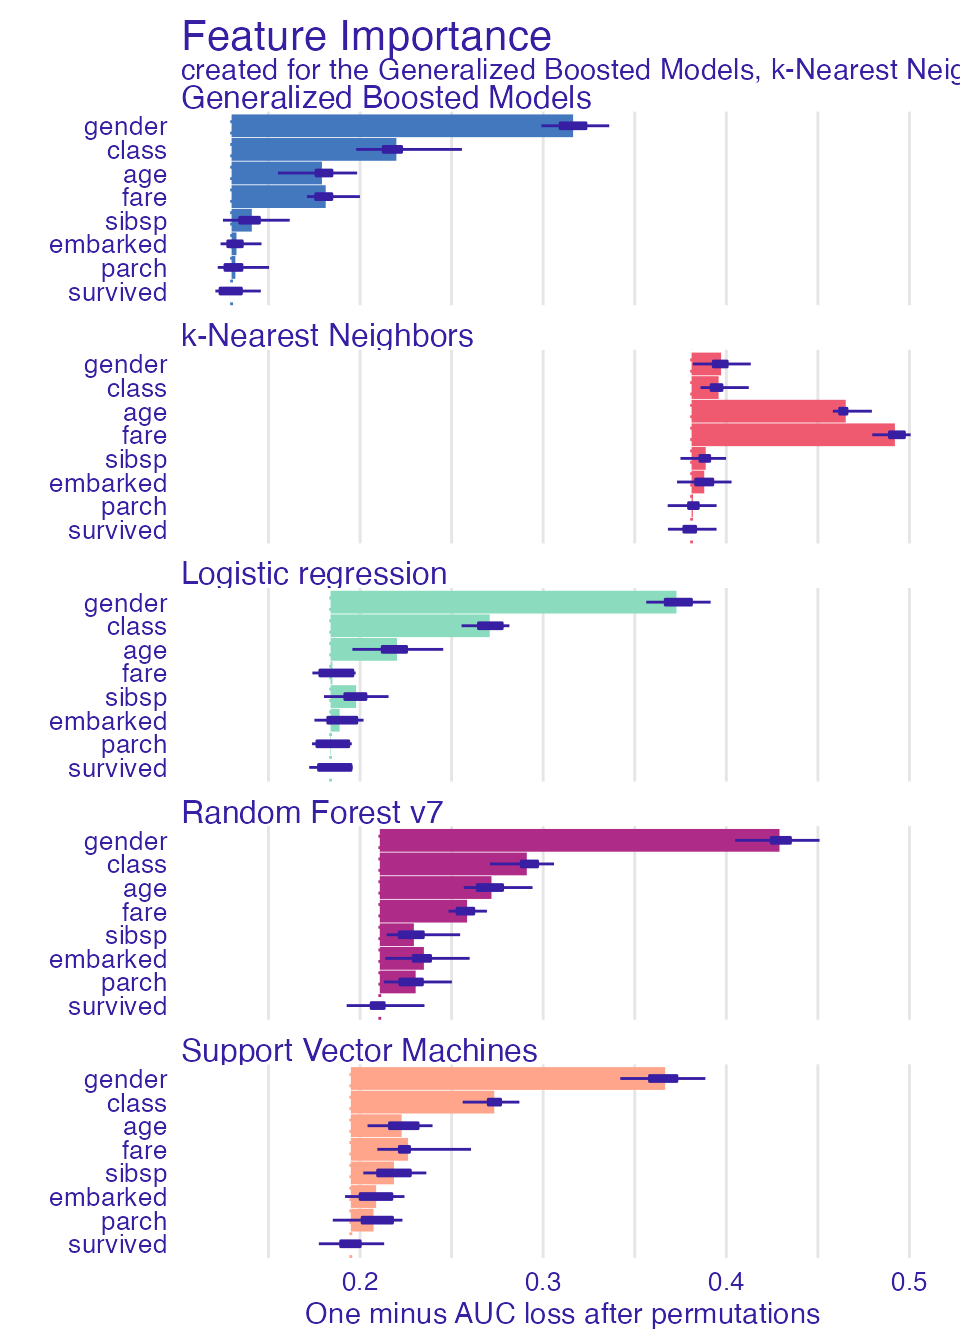 Feature Importance
created for the Generalized Boosted Models, k-Nearest Neig
Generalized Boosted Models
gender
class
age
fare
sibsp
embarked
parch
survived
k-Nearest Neighbors
gender
class
age
fare
sibsp
embarked
parch
survived
Logistic regression
gender
class
age
fare
sibsp
embarked
parch
survived
Random Forest v7
gender
class
age
fare
sibsp
embarked
parch
survived
Support Vector Machines
gender
class
age
fare
sibsp
embarked
parch
survived
0.2 0.3 0.4 0.5
One minus AUC loss after permutations